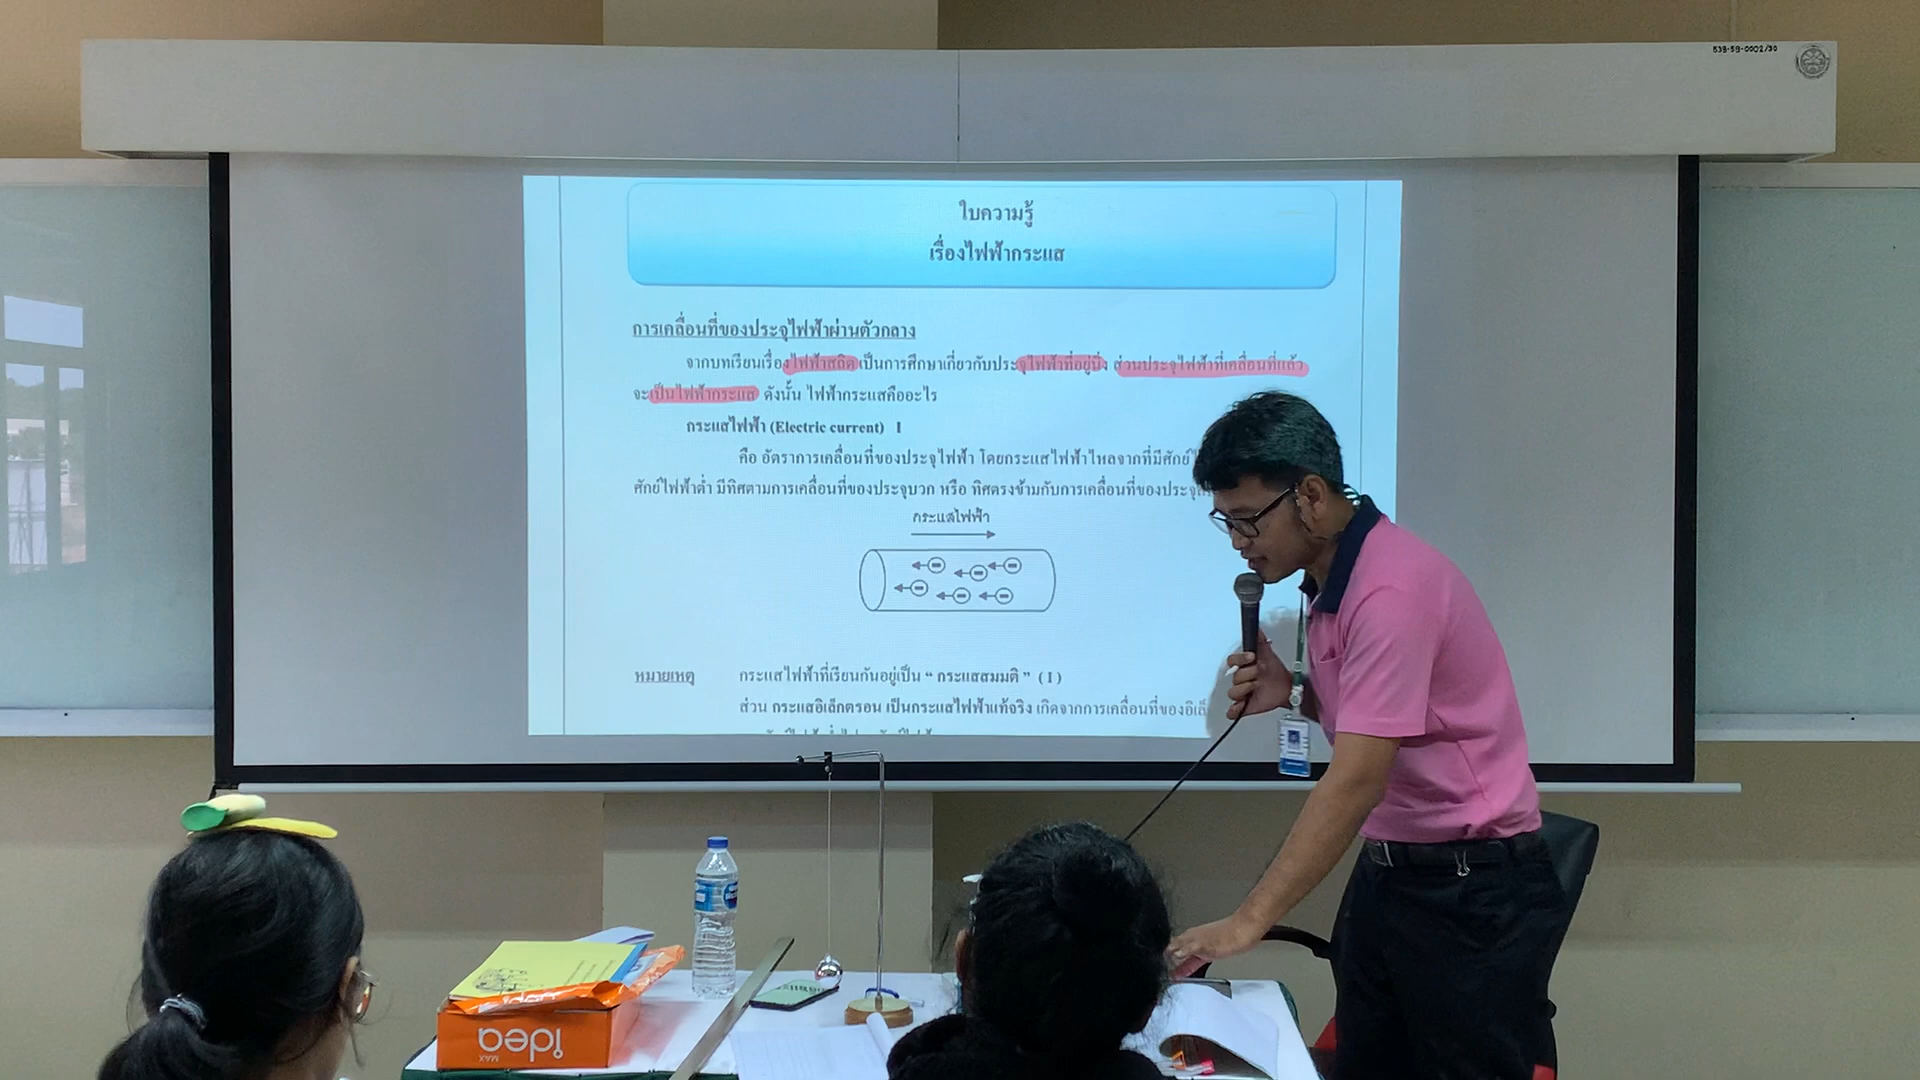 538-59-0002/30
ใบความรู้
เรื่องไฟฟ้ากระแส
การเคลื่อนที่ของประจุไฟฟ้าผ่านตัวกลาง
จากบทเรียนเรื่องไฟฟ้าสถิต เป็นการศึกษาเกี่ยวกับประจุไฟฟ้าที่อยู่นิ่ง ส่วนประจุไฟฟ้าที่เคลื่อนที่แล้ว
จะเป็นไฟฟ้ากระแส ดังนั้น ไฟฟ้ากระแสคืออะไร
กระแสไฟฟ้า (Electric current) I
คือ อัตราการเคลื่อนที่ของประจุไฟฟ้า โดยกระแสไฟฟ้าไหลจากที่มีศักย์
ศักย์ไฟฟ้าต่ำ มีทิศตามการเคลื่อนที่ของประจุบวก หรือ ทิศตรงข้ามกับการเคลื่อนที่ของประจุ
กระแสไฟฟ้า
หมายเหตุ กระแสไฟฟ้าที่เรียกกันอยู่เป็น “ กระแสสมมติ ” ( I )
ส่วน กระแสอิเล็กตรอน เป็นกระแสไฟฟ้าแท้จริง เกิดจากการเคลื่อนที่ของ
idea
MAX